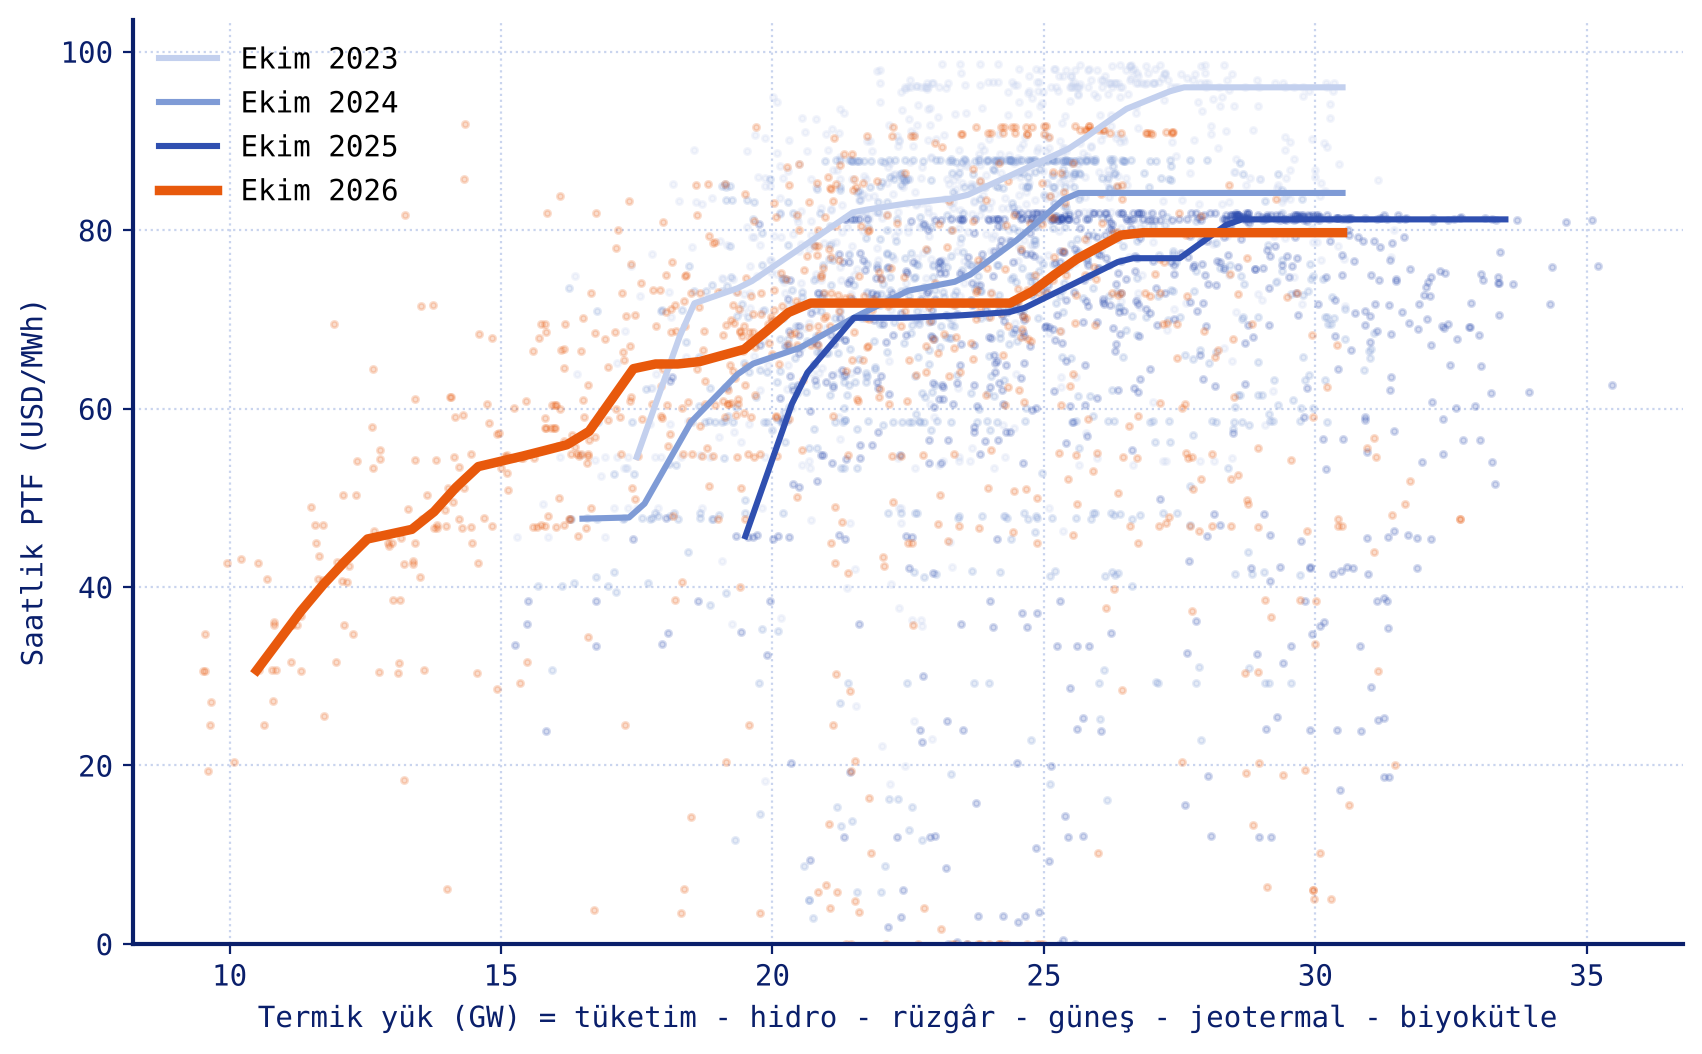 Ekim 2023
Ekim 2024
Ekim 2025
Ekim 2026
Saatlik PTF (USD/MWh)
100
80
60
40
20
0
10 15 20 25 30 35
Termik yük (GW) = tüketim - hidro - rüzgâr - güneş - jeotermal - biyokütle